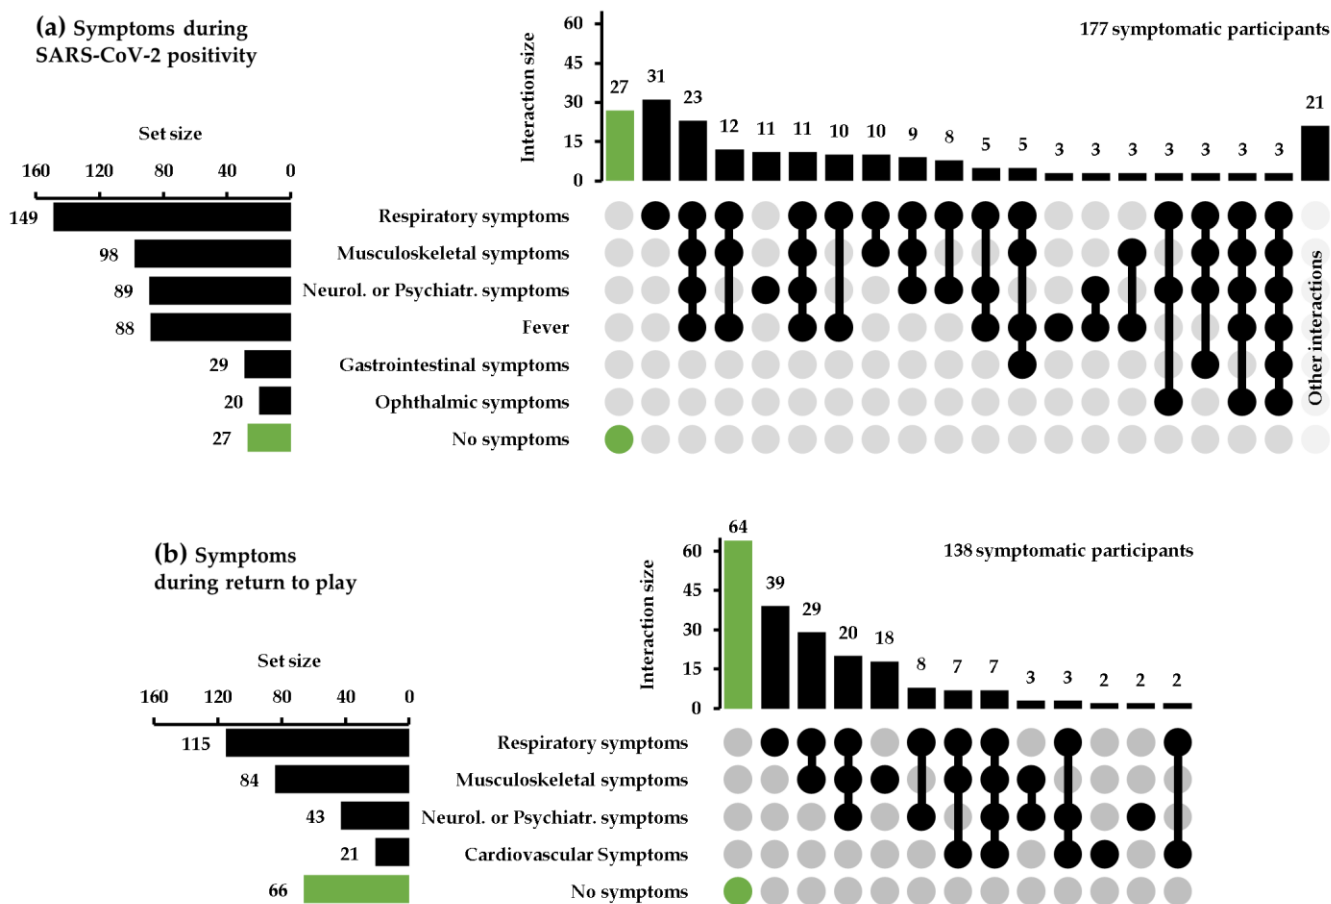 (a) Symptoms during
SARS-CoV-2 positivity
177 symptomatic participants
Interaction size
60
45
30
15
0
27 31 23 12 11 11 10 10 9 8 5 5 3 3 3 3 3 3 3 21
Set size
160 120 80 40 0
149 Respiratory symptoms
98 Musculoskeletal symptoms
89 Neurol. or Psychiatr. symptoms
88 Fever
29 Gastrointestinal symptoms
20 Ophthalmic symptoms
27 No symptoms
Other interactions
(b) Symptoms
during return to play
138 symptomatic participants
Interaction size
60
45
30
15
0
64 39 29 20 18 8 7 7 3 3 2 2 2
Set size
160 120 80 40 0
115 Respiratory symptoms
84 Musculoskeletal symptoms
43 Neurol. or Psychiatr. symptoms
21 Cardiovascular Symptoms
66 No symptoms